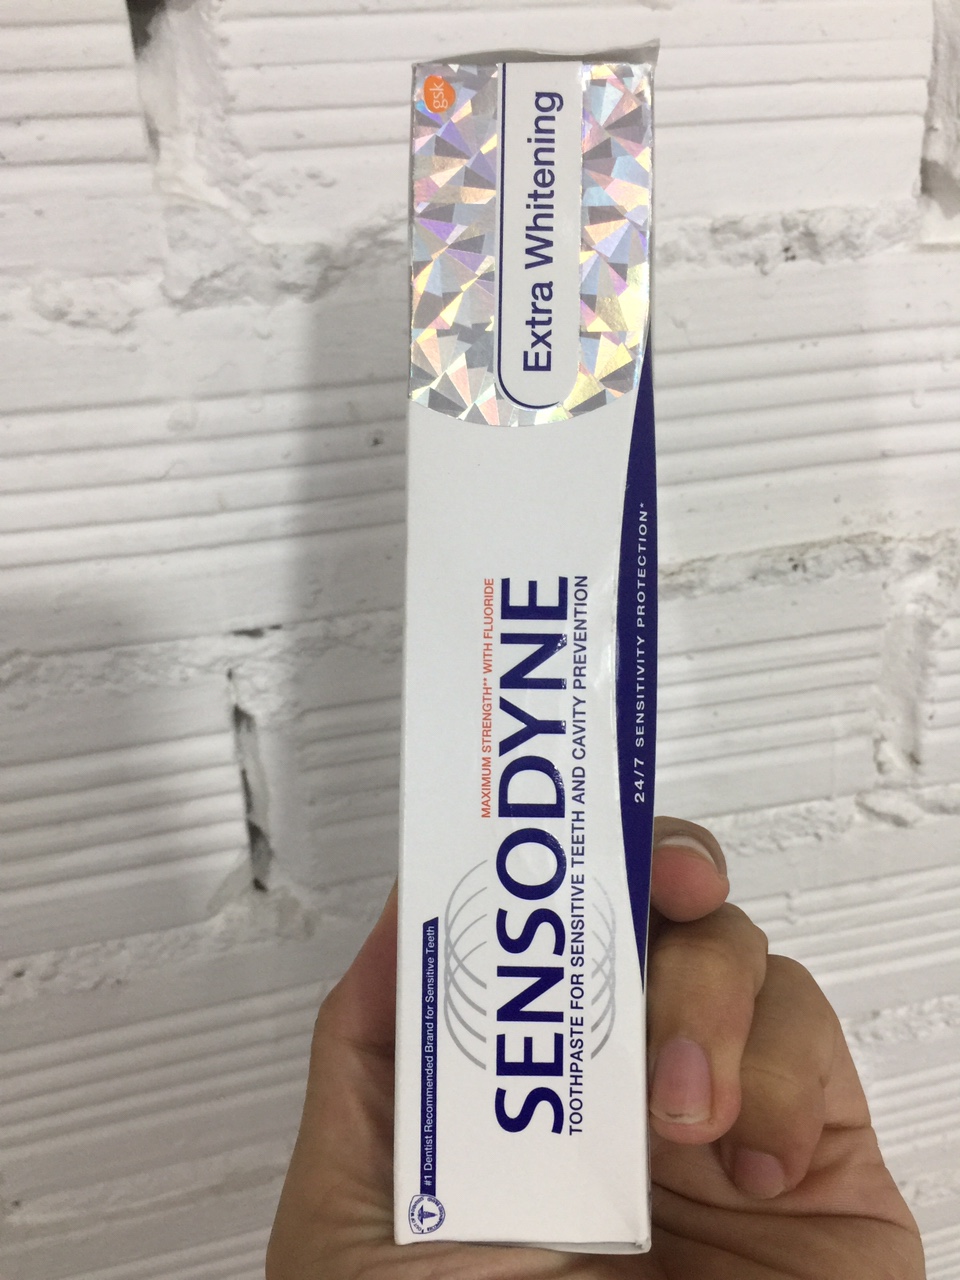 gsk
Extra Whitening
#1 Dentist Recommended Brand for Sensitive Teeth
MAXIMUM STRENGTH** WITH FLUORIDE
SENSODYNE
TOOTHPASTE FOR SENSITIVE TEETH AND CAVITY PREVENTION
24/7 SENSITIVITY PROTECTION*